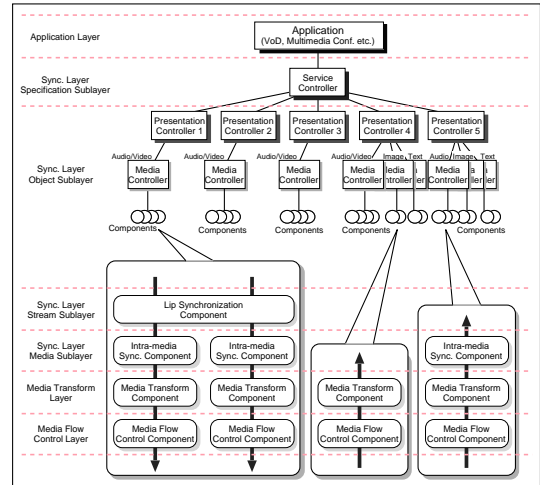 Application Layer
Application
(VoD, Multimedia Conf. etc.)
Sync. Layer
Specification Sublayer
Service
Controller
Presentation
Controller 1
Presentation
Controller 2
Presentation
Controller 3
Presentation
Controller 4
Presentation
Controller 5
Sync. Layer
Object Sublayer
Audio/Video
Media
Controller
Audio/Video
Media
Controller
Audio/Video
Media
Controller
Audio/Video
Image
Text
Media
Controller
Media
Controller
Audio
Image
Text
Media
Controller
Components
Components
Components
Components
Components
Sync. Layer
Stream Sublayer
Lip Synchronization
Component
Sync. Layer
Media Sublayer
Intra-media
Sync. Component
Intra-media
Sync. Component
Intra-media
Sync. Component
Media Transform
Layer
Media Transform
Component
Media Transform
Component
Media Transform
Component
Media Transform
Component
Media Flow
Control Layer
Media Flow
Control Component
Media Flow
Control Component
Media Flow
Control Component
Media Flow
Control Component